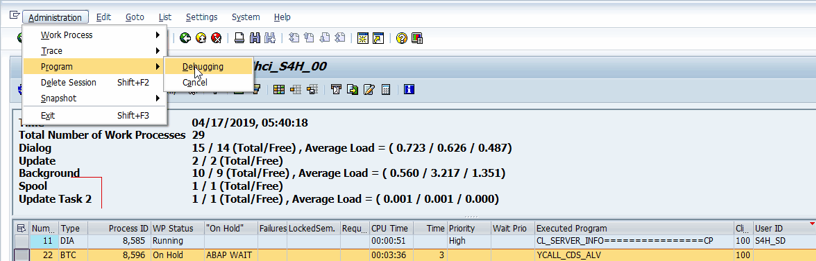 Administration Edit Goto List Settings System Help
Work Process
Trace
Program
Debugging
hci_S4H_00
Delete Session Shift+F2
Cancel
Snapshot
Exit Shift+F3
04/17/2019, 05:40:18
Total Number of Work Processes 29
Dialog 15 / 14 (Total/Free) , Average Load = ( 0.723 / 0.626 / 0.487)
Update 2 / 2 (Total/Free)
Background 10 / 9 (Total/Free) , Average Load = ( 0.560 / 3.217 / 1.351)
Spool 1 / 1 (Total/Free)
Update Task 2 1 / 1 (Total/Free) , Average Load = ( 0.001 / 0.001 / 0.000)
Num... Type Process ID WP Status "On Hold" Failures LockedSem. Requ... CPU Time Time Priority Wait Prio Executed Program Cli... User ID
11 DIA 8,585 Running 00:00:51 High CL_SERVER_INFO================CP 100 S4H_SD
22 BTC 8,596 On Hold ABAP WAIT 00:03:36 3 YCALL_CDS_ALV 100